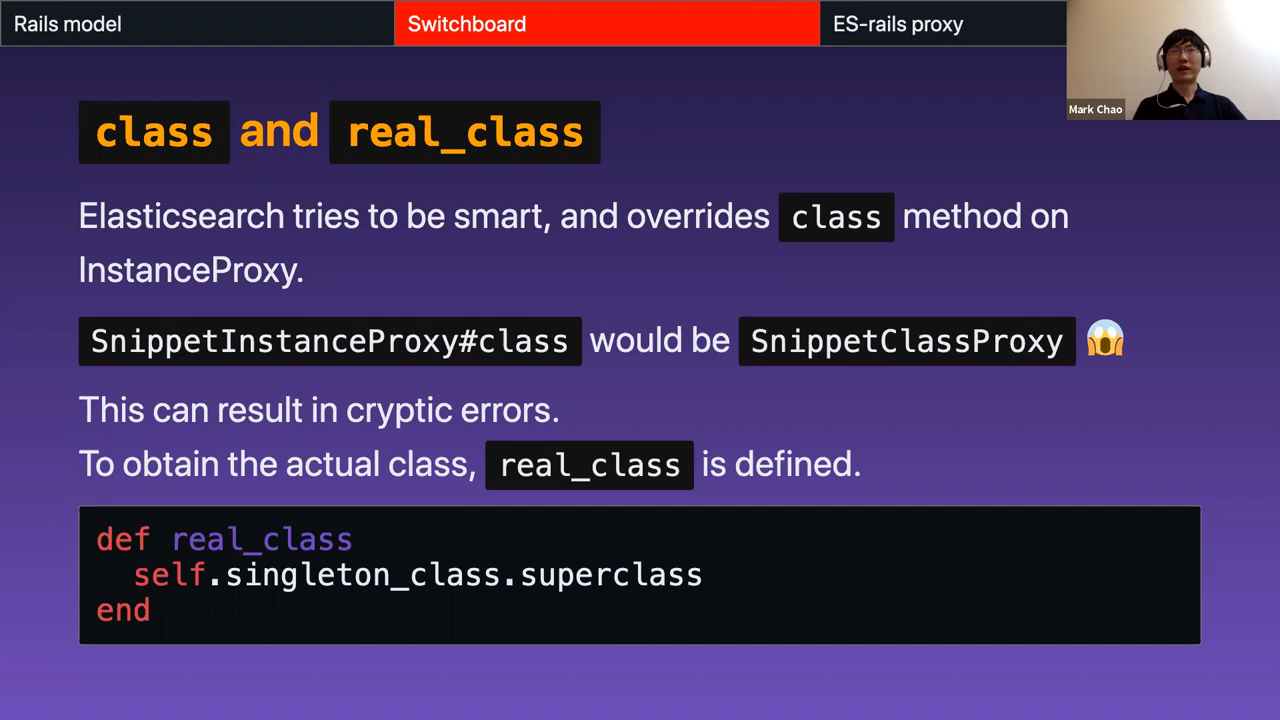 Rails model
Switchboard
ES-rails proxy
Mark Chao
class and real_class
Elasticsearch tries to be smart, and overrides class method on
InstanceProxy.
SnippetInstanceProxy#class would be SnippetClassProxy 😱
This can result in cryptic errors.
To obtain the actual class, real_class is defined.
def real_class
  self.singleton_class.superclass
end